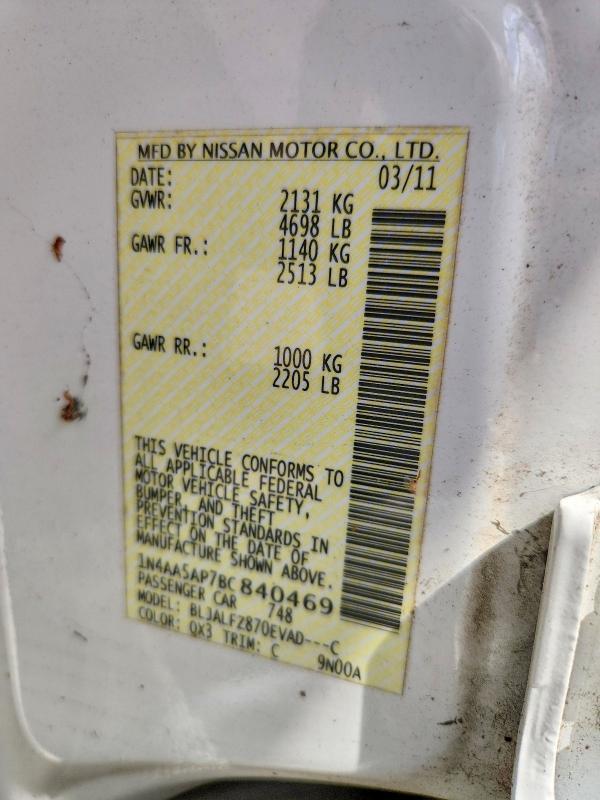 MFD BY NISSAN MOTOR CO., LTD.
DATE: 03/11
GVWR: 2131 KG
4698 LB
GAWR FR.: 1140 KG
2513 LB
GAWR RR.: 1000 KG
2205 LB
THIS VEHICLE CONFORMS TO
ALL APPLICABLE FEDERAL
MOTOR VEHICLE SAFETY,
BUMPER, AND THEFT
PREVENTION STANDARDS IN
EFFECT ON THE DATE OF
MANUFACTURE SHOWN ABOVE.
1N4AA5AP7BC840469
PASSENGER CAR 748
MODEL: BLJALFZ870EVAD---C
COLOR: QX3 TRIM: C 9N00A